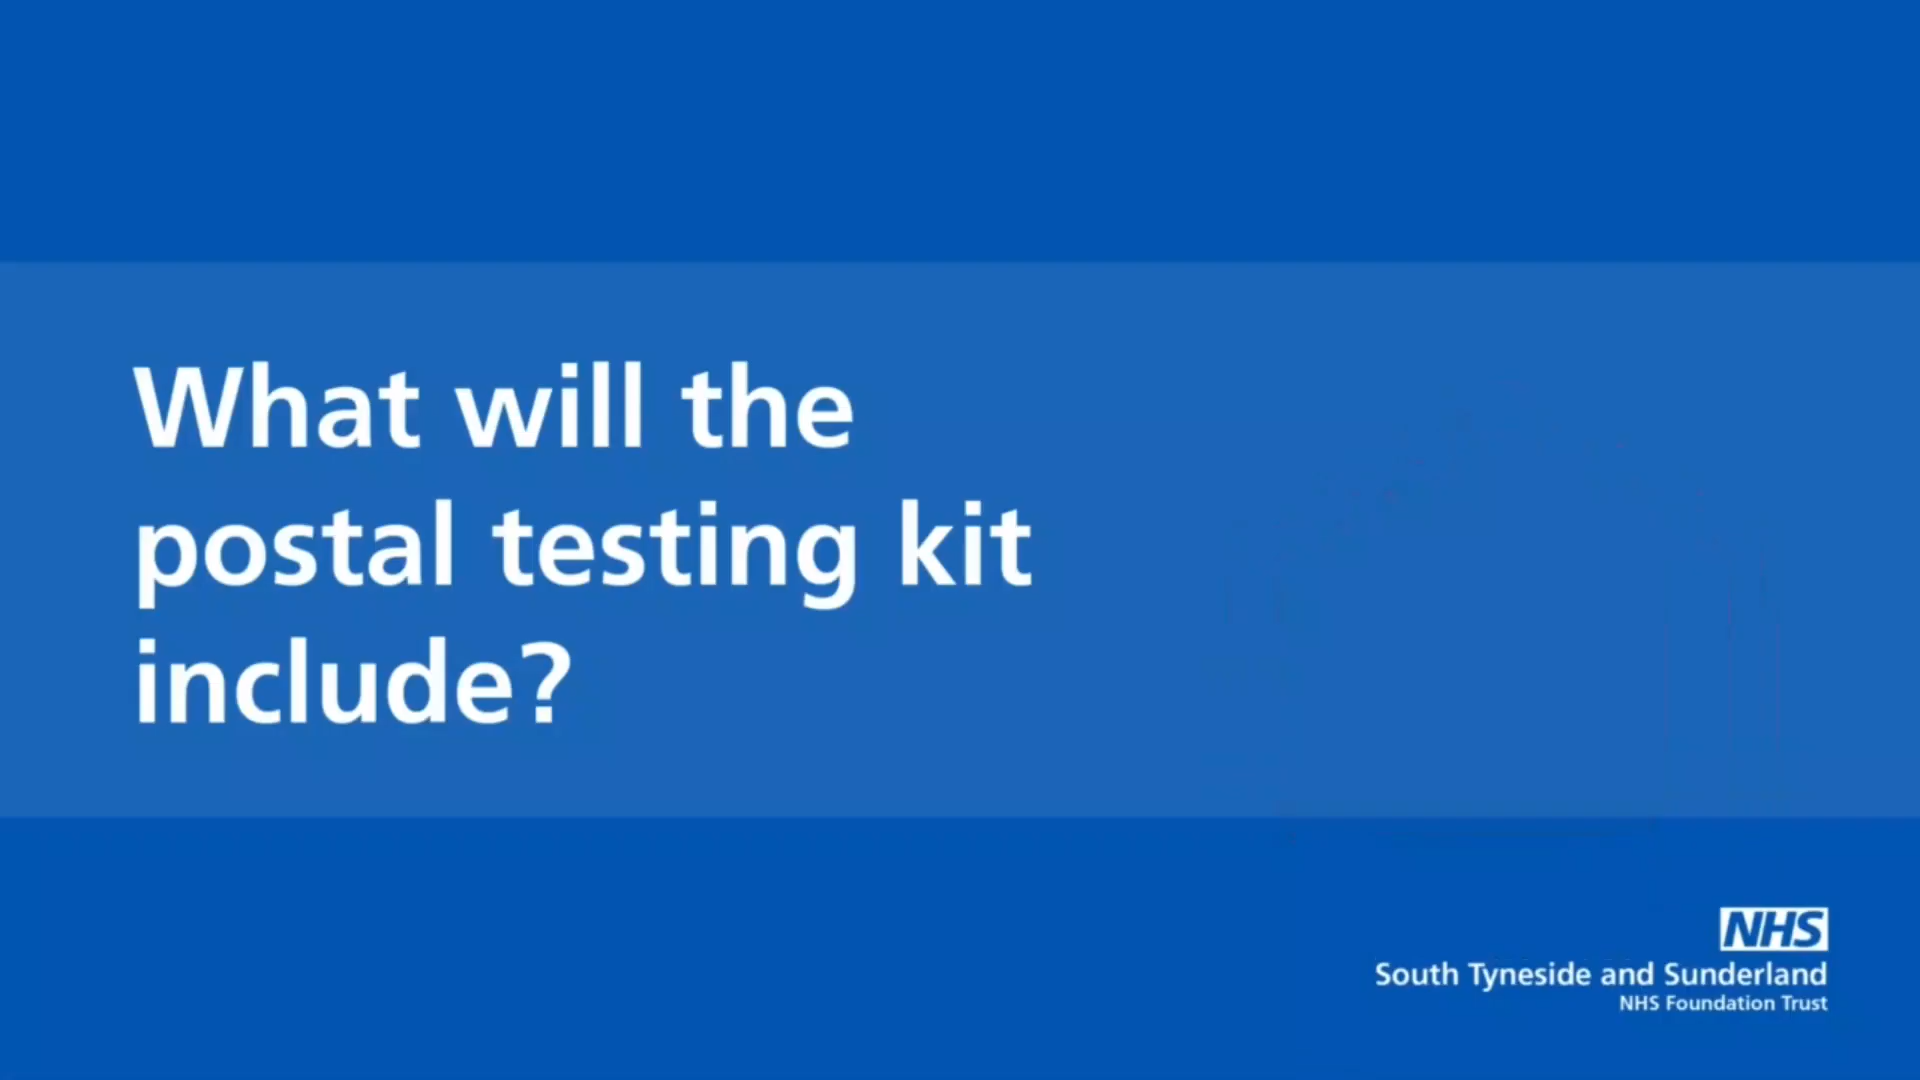 What will the
postal testing kit
include?
NHS
South Tyneside and Sunderland
NHS Foundation Trust